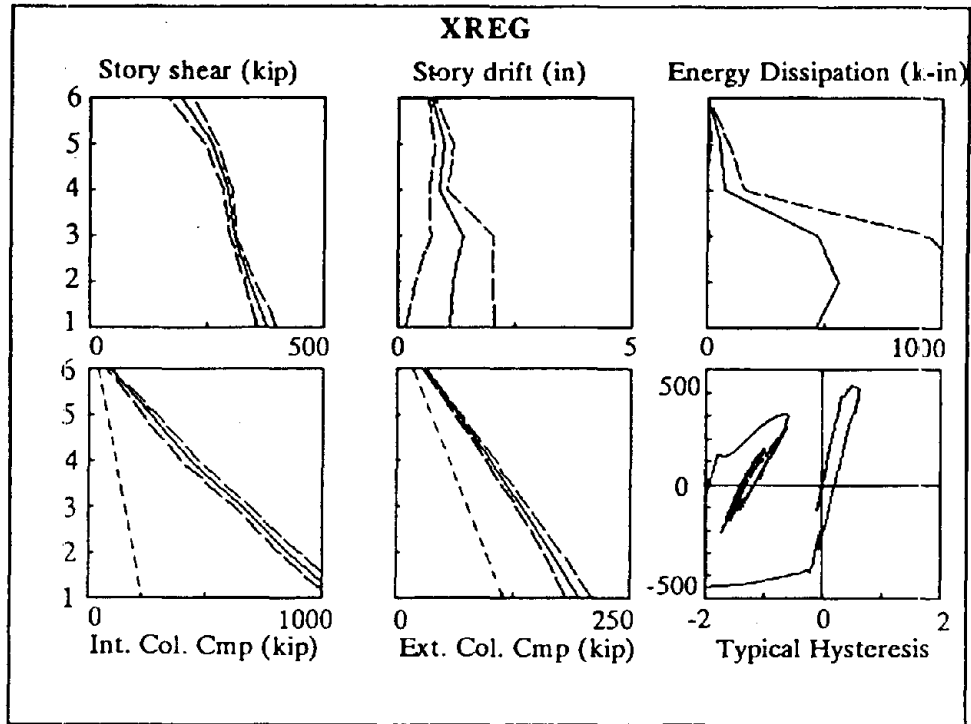 XREG
Story shear (kip)
Story drift (in)
Energy Dissipation (k-in)
6
5
4
3
2
1
0 500
0 5
0 1000
6
5
4
3
2
1
0 1000
Int. Col. Cmp (kip)
0 250
Ext. Col. Cmp (kip)
500
0
-500
-2 0 2
Typical Hysteresis